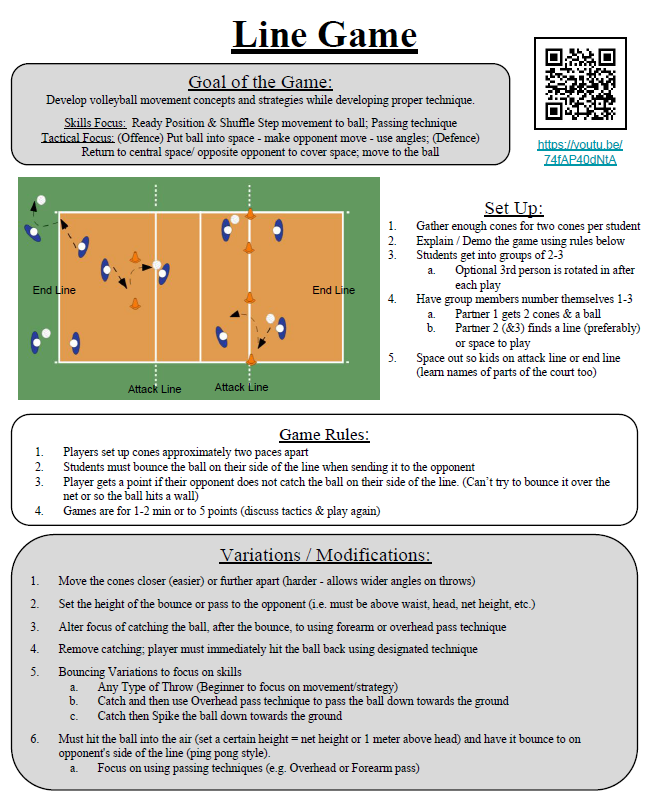 Line Game
Goal of the Game:
Develop volleyball movement concepts and strategies while developing proper technique.
Skills Focus: Ready Position & Shuffle Step movement to ball; Passing technique
Tactical Focus: (Offence) Put ball into space - make opponent move - use angles; (Defence)
Return to central space/ opposite opponent to cover space; move to the ball
https://youtu.be/
74fAP40dNtA
End Line
End Line
Attack Line
Attack Line
Set Up:
1. Gather enough cones for two cones per student
2. Explain / Demo the game using rules below
3. Students get into groups of 2-3
a. Optional 3rd person is rotated in after
each play
4. Have group members number themselves 1-3
a. Partner 1 gets 2 cones & a ball
b. Partner 2 (&3) finds a line (preferably)
or space to play
5. Space out so kids on attack line or end line
(learn names of parts of the court too)
Game Rules:
1. Players set up cones approximately two paces apart
2. Students must bounce the ball on their side of the line when sending it to the opponent
3. Player gets a point if their opponent does not catch the ball on their side of the line. (Can't try to bounce it over the
net or so the ball hits a wall)
4. Games are for 1-2 min or to 5 points (discuss tactics & play again)
Variations / Modifications:
1. Move the cones closer (easier) or further apart (harder - allows wider angles on throws)
2. Set the height of the bounce or pass to the opponent (i.e. must be above waist, head, net height, etc.)
3. Alter focus of catching the ball, after the bounce, to using forearm or overhead pass technique
4. Remove catching; player must immediately hit the ball back using designated technique
5. Bouncing Variations to focus on skills
a. Any Type of Throw (Beginner to focus on movement/strategy)
b. Catch and then use Overhead pass technique to pass the ball down towards the ground
c. Catch then Spike the ball down towards the ground
6. Must hit the ball into the air (set a certain height = net height or 1 meter above head) and have it bounce to on
opponent's side of the line (ping pong style).
a. Focus on using passing techniques (e.g. Overhead or Forearm pass)